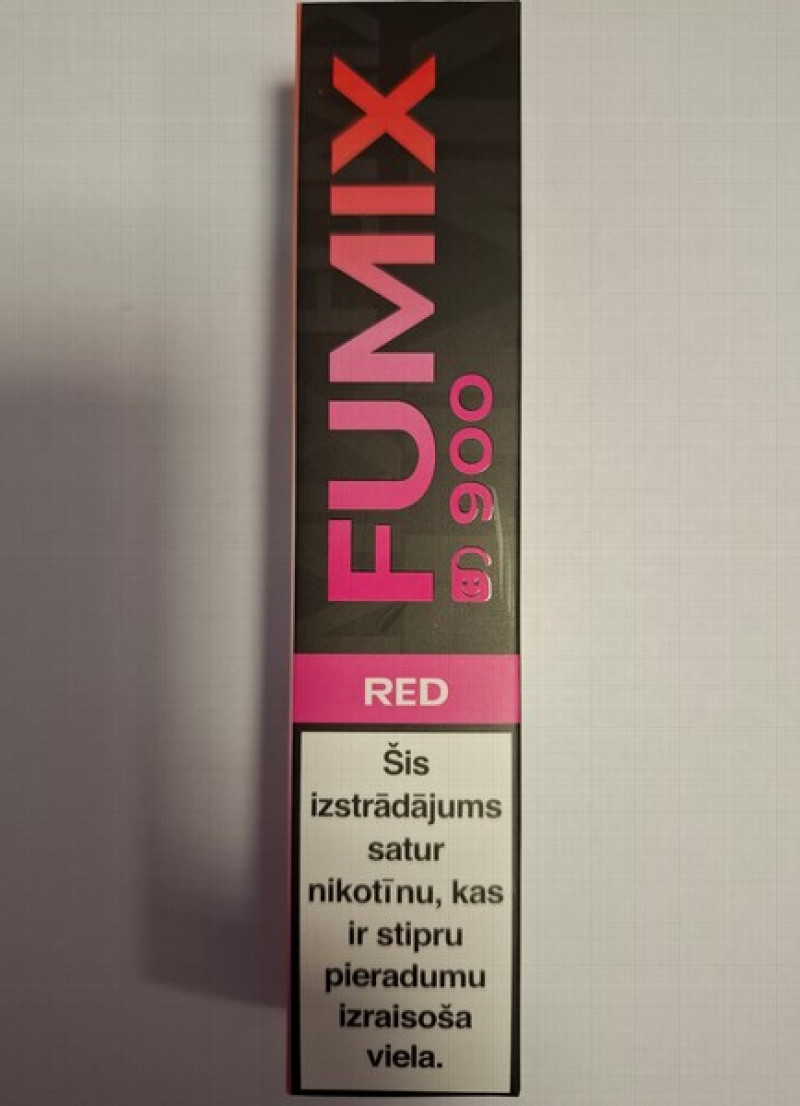 FUMIX
900
RED
Šis
izstrādājums
satur
nikotīnu, kas
ir stipru
pieradumu
izraisoša
viela.